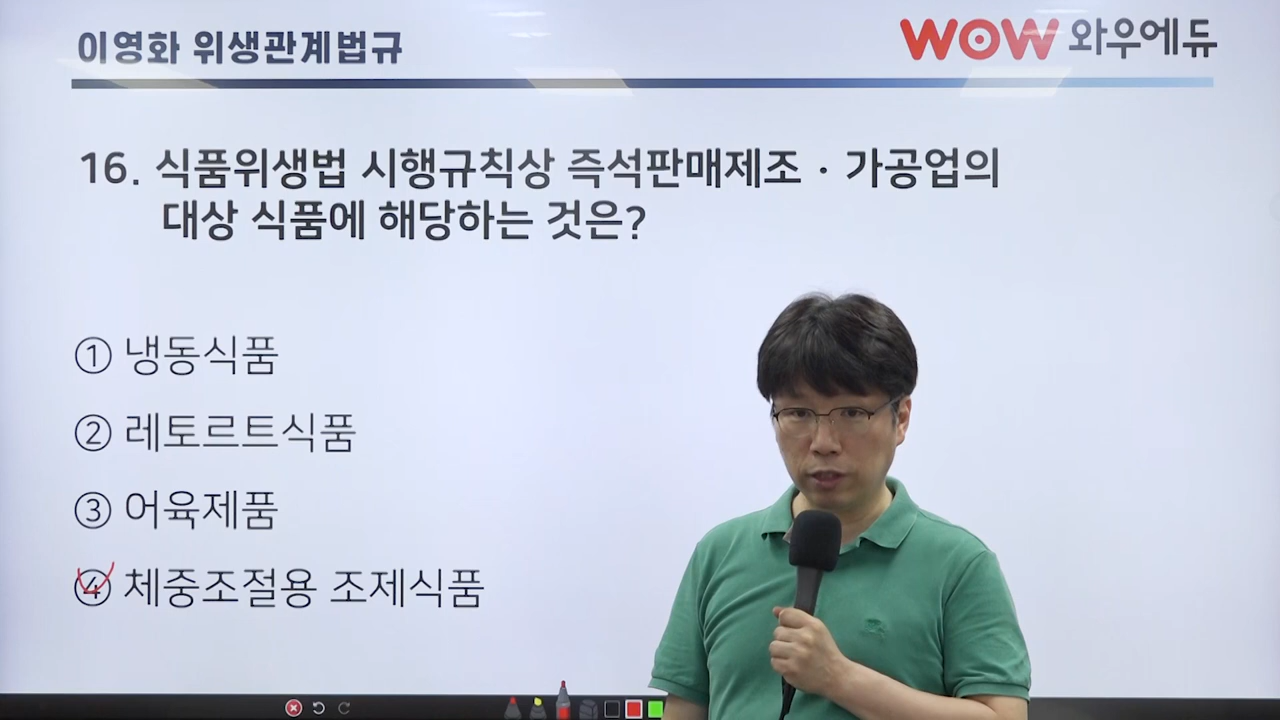 이영화 위생관계법규
WOW 와우에듀
16. 식품위생법 시행규칙상 즉석판매제조 · 가공업의
대상 식품에 해당하는 것은?
① 냉동식품
② 레토르트식품
③ 어육제품
④ 체중조절용 조제식품